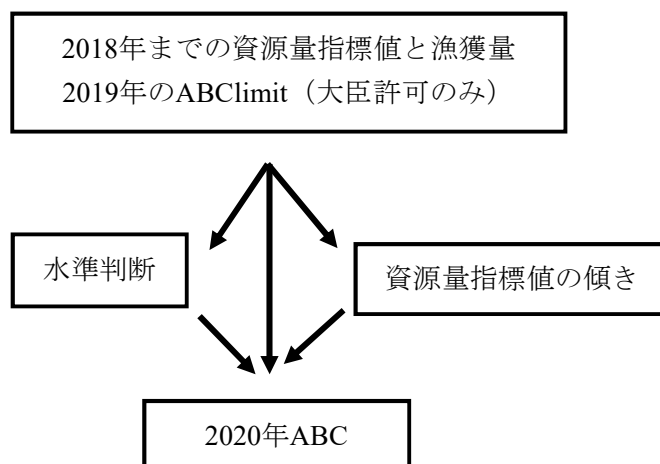 2018年までの資源量指標値と漁獲量
2019年のABClimit（大臣許可のみ）
水準判断
資源量指標値の傾き
2020年ABC